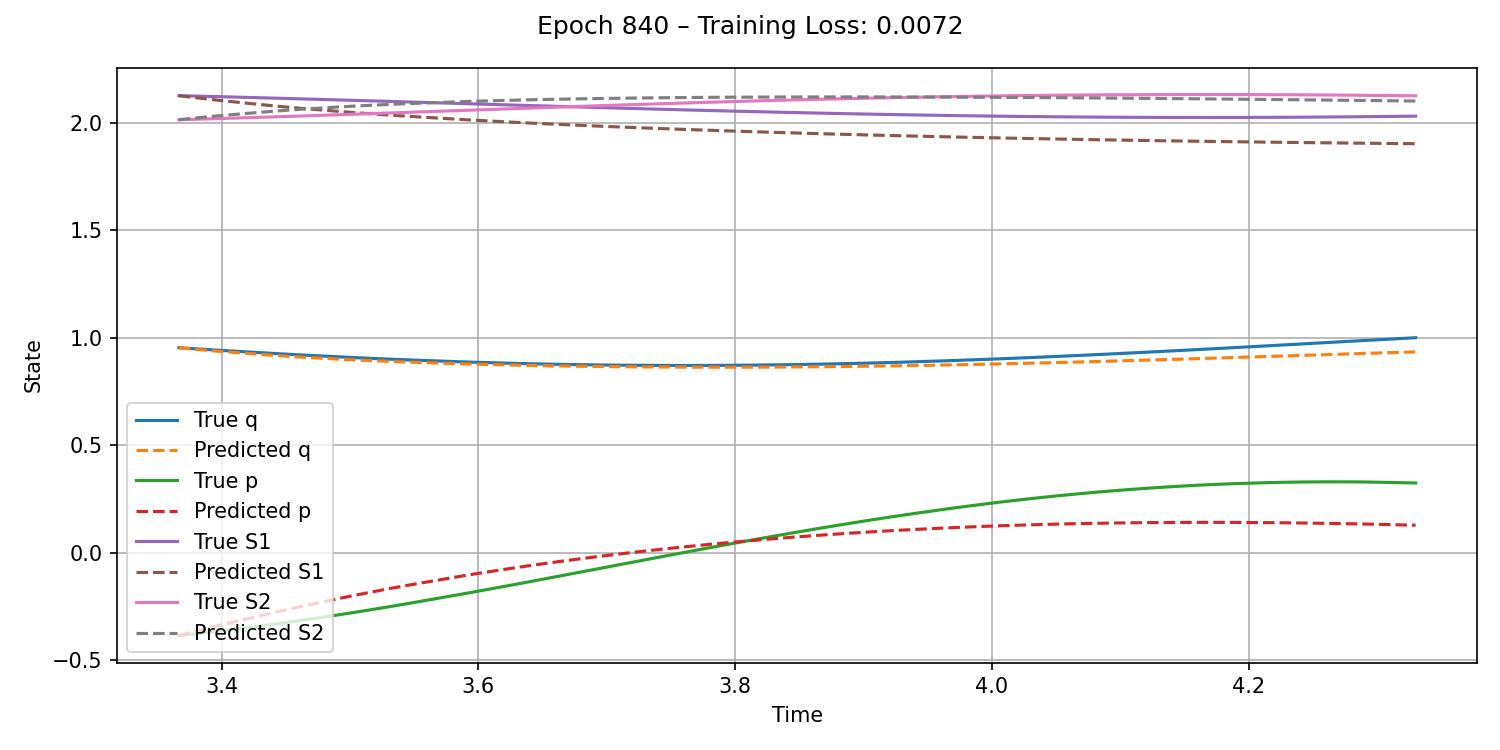 Epoch 840 – Training Loss: 0.0072
2.0
1.5
1.0
0.5
0.0
−0.5
State
True q
Predicted q
True p
Predicted p
True S1
Predicted S1
True S2
Predicted S2
3.4 3.6 3.8 4.0 4.2
Time